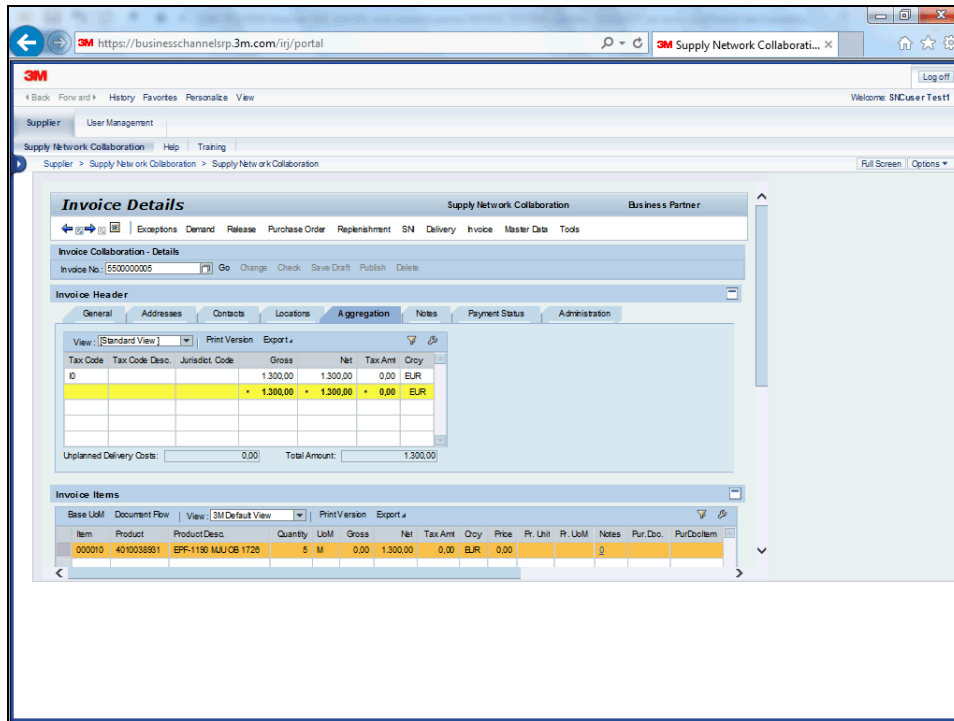 3M https://businesschannelsrp.3m.com/irj/portal
3M Supply Network Collaborati... ×
3M
Log off
Back Forward History Favorites Personalize View
Welcome: SNCuser Test1
Supplier User Management
Supply Network Collaboration Help Training
Supplier > Supply Network Collaboration > Supply Network Collaboration
Full Screen Options
Invoice Details Supply Network Collaboration Business Partner
Exceptions Demand Release Purchase Order Replenishment SNI Delivery Invoice Master Data Tools
Invoice Collaboration - Details
Invoice No.: 5500000005 Go Change Check Save Draft Publish Delete
Invoice Header
General Addresses Contacts Locations Aggregation Notes Payment Status Administration
View: [Standard View] Print Version Export
Tax Code Tax Code Desc. Jurisdict. Code Gross Net Tax Amt Crcy
I0 1.300,00 1.300,00 0,00 EUR
• 1.300,00 • 1.300,00 • 0,00 EUR
Unplanned Delivery Costs: 0,00 Total Amount: 1.300,00
Invoice Items
Base UoM Document Flow View: 3M Default View Print Version Export
Item Product Product Desc. Quantity UoM Gross Net Tax Amt Crcy Price Pr. Unit Pr. UoM Notes Pur.Doc. PurDocItem
000010 4010038931 EPF-1190 MJU OB 1726 5 M 0,00 1.300,00 0,00 EUR 0,00 0